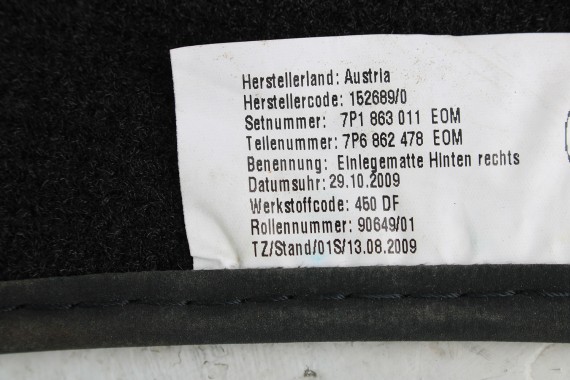 Herstellerland: Austria
Herstellercode: 152689/0
Setnummer: 7P1 863 011 EOM
Teilenummer: 7P6 862 478 EOM
Benennung: Einlegematte Hinten rechts
Datumsuhr: 29.10.2009
Werkstoffcode: 450 DF
Rollennummer: 90649/01
TZ/Stand/01S/13.08.2009